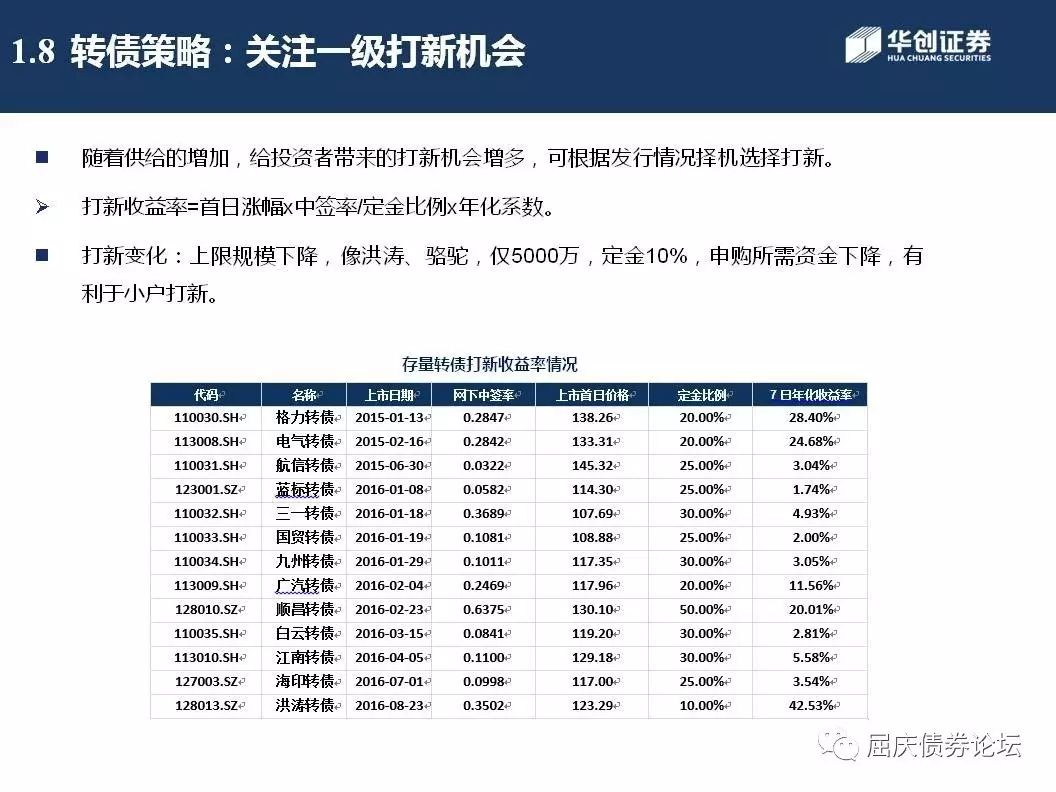 1.8 转债策略：关注一级打新机会
华创证券
HUA CHUANG SECURITIES
随着供给的增加，给投资者带来的打新机会增多，可根据发行情况择机选择打新。
打新收益率=首日涨幅x中签率/定金比例x年化系数。
打新变化：上限规模下降，像洪涛、骆驼，仅5000万，定金10%，申购所需资金下降，有
利于小户打新。
存量转债打新收益率情况
代码 名称 上市日期 网下中签率 上市首日价格 定金比例 7日年化收益率
110030.SH 格力转债 2015-01-13 0.2847 138.26 20.00% 28.40%
113008.SH 电气转债 2015-02-16 0.2842 133.31 20.00% 24.68%
110031.SH 航信转债 2015-06-30 0.0322 145.32 25.00% 3.04%
123001.SZ 蓝标转债 2016-01-08 0.0582 114.30 25.00% 1.74%
110032.SH 三一转债 2016-01-18 0.3689 107.69 30.00% 4.93%
110033.SH 国贸转债 2016-01-19 0.1081 108.88 25.00% 2.00%
110034.SH 九州转债 2016-01-29 0.1011 117.35 30.00% 3.05%
113009.SH 广汽转债 2016-02-04 0.2469 117.96 20.00% 11.56%
128010.SZ 顺昌转债 2016-02-23 0.6375 130.10 50.00% 20.01%
110035.SH 白云转债 2016-03-15 0.0841 119.20 30.00% 2.81%
113010.SH 江南转债 2016-04-05 0.1100 129.18 30.00% 5.58%
127003.SZ 海印转债 2016-07-01 0.0998 117.00 25.00% 3.54%
128013.SZ 洪涛转债 2016-08-23 0.3502 123.29 10.00% 42.53%
屈庆债券论坛